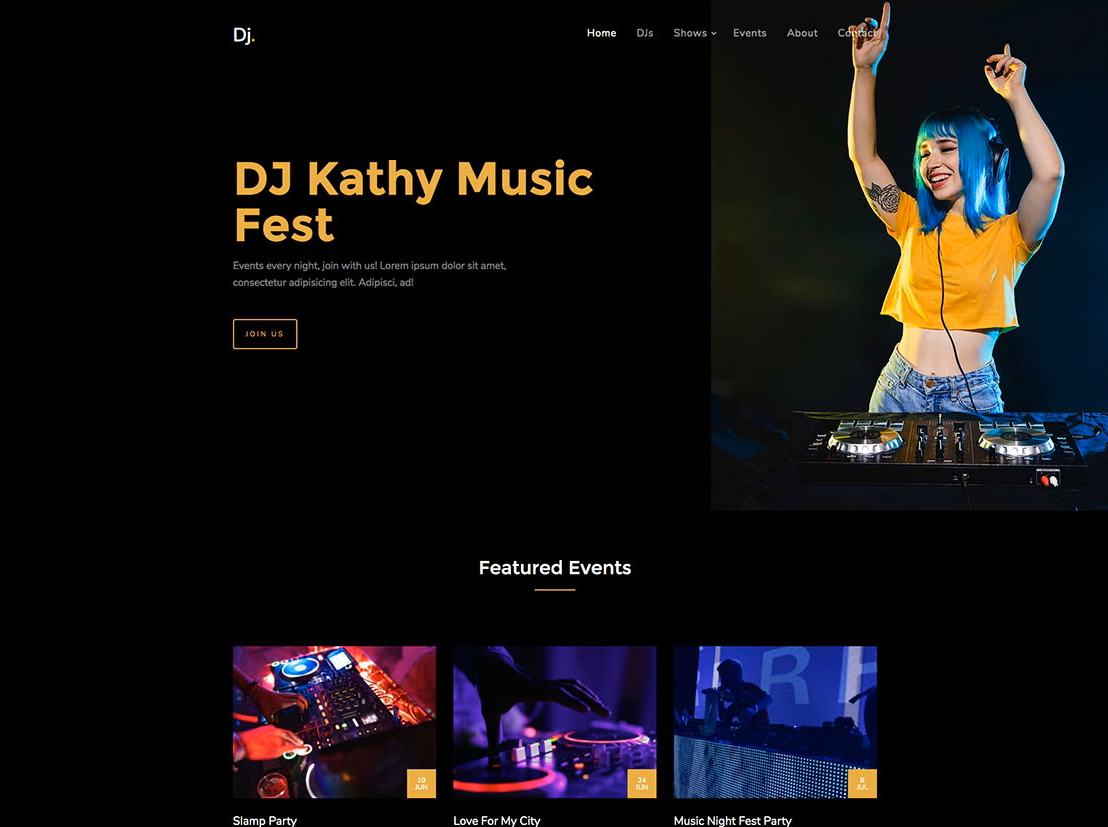 Dj.
Home DJs Shows Events About Contact
DJ Kathy Music
Fest
Events every night, join with us! Lorem ipsum dolor sit amet,
consectetur adipisicing elit. Adipisci, ad!
JOIN US
Featured Events
19
JUN
24
JUN
8
JUL
Slamp Party
Love For My City
Music Night Fest Party